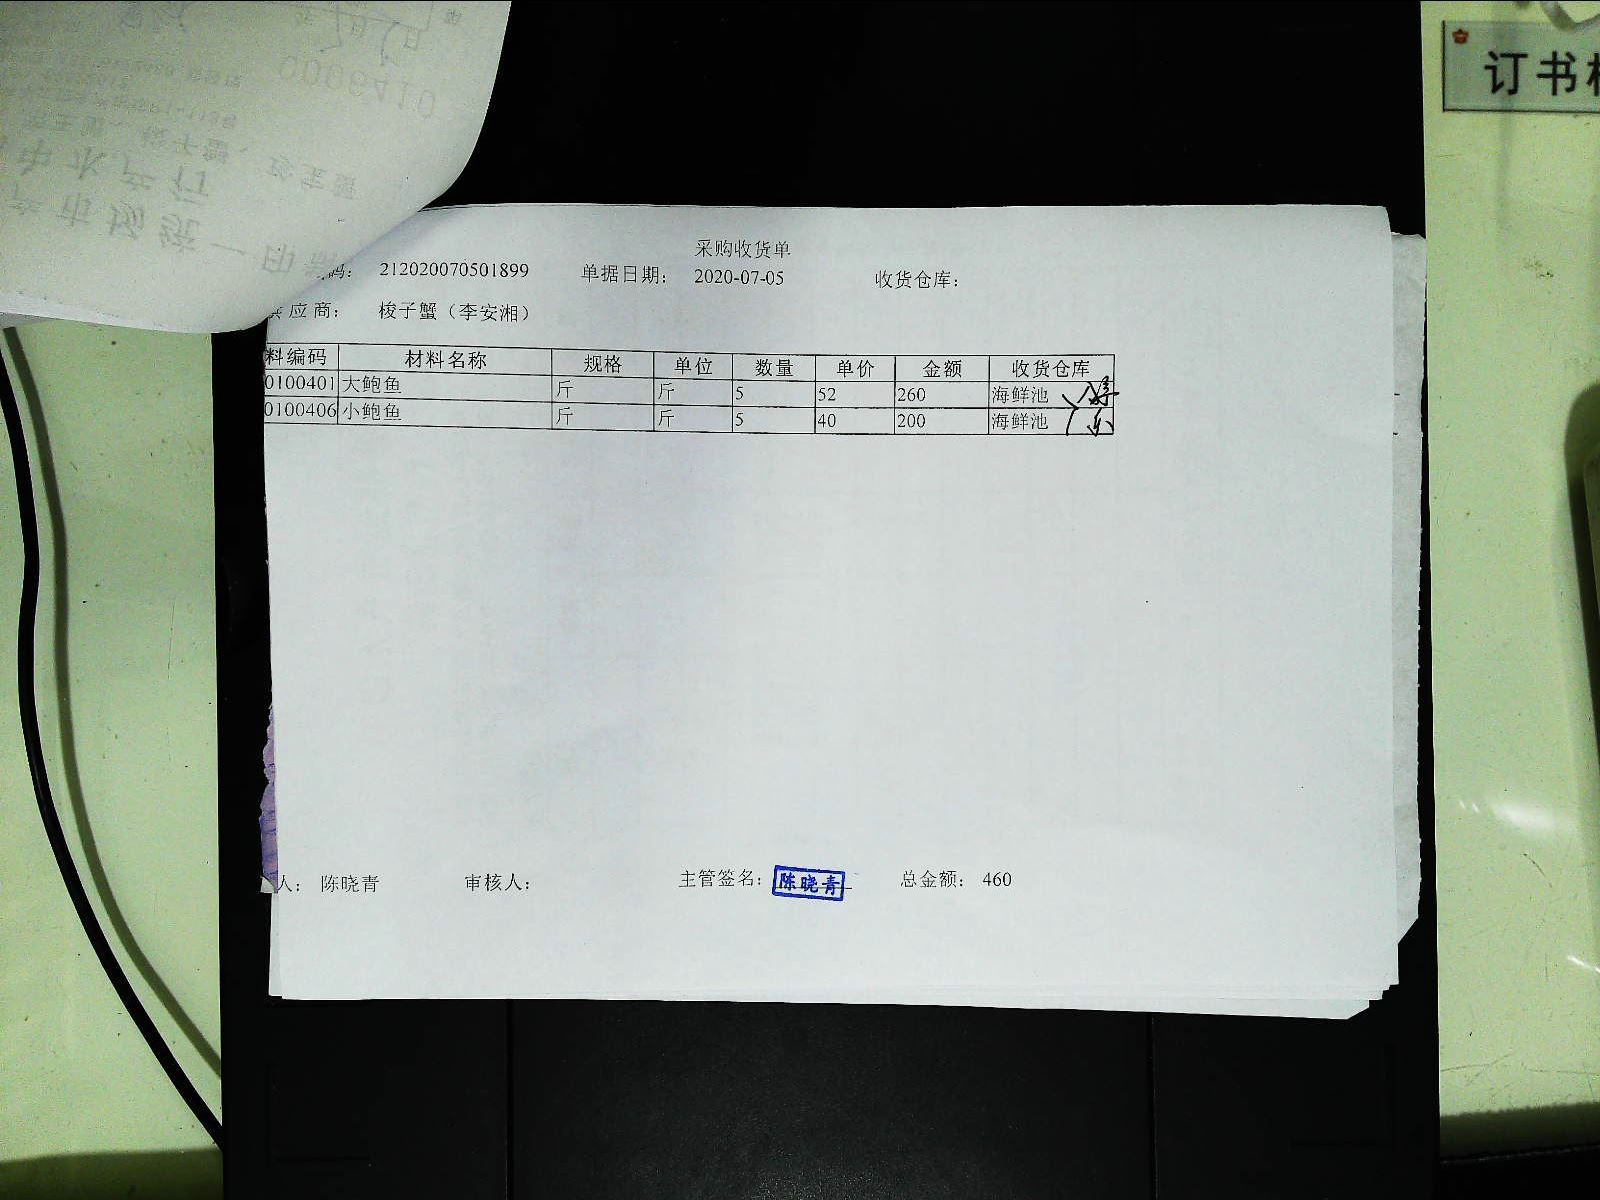 订书
0006410
采购收货单
码： 212020070501899 单据日期： 2020-07-05 收货仓库：
应商： 梭子蟹（李安湘）
料编码 材料名称 规格 单位 数量 单价 金额 收货仓库
0100401 大鲍鱼 斤 斤 5 52 260 海鲜池
0100406 小鲍鱼 斤 斤 5 40 200 海鲜池
人： 陈晓青 审核人： 主管签名： 陈晓青 总金额： 460